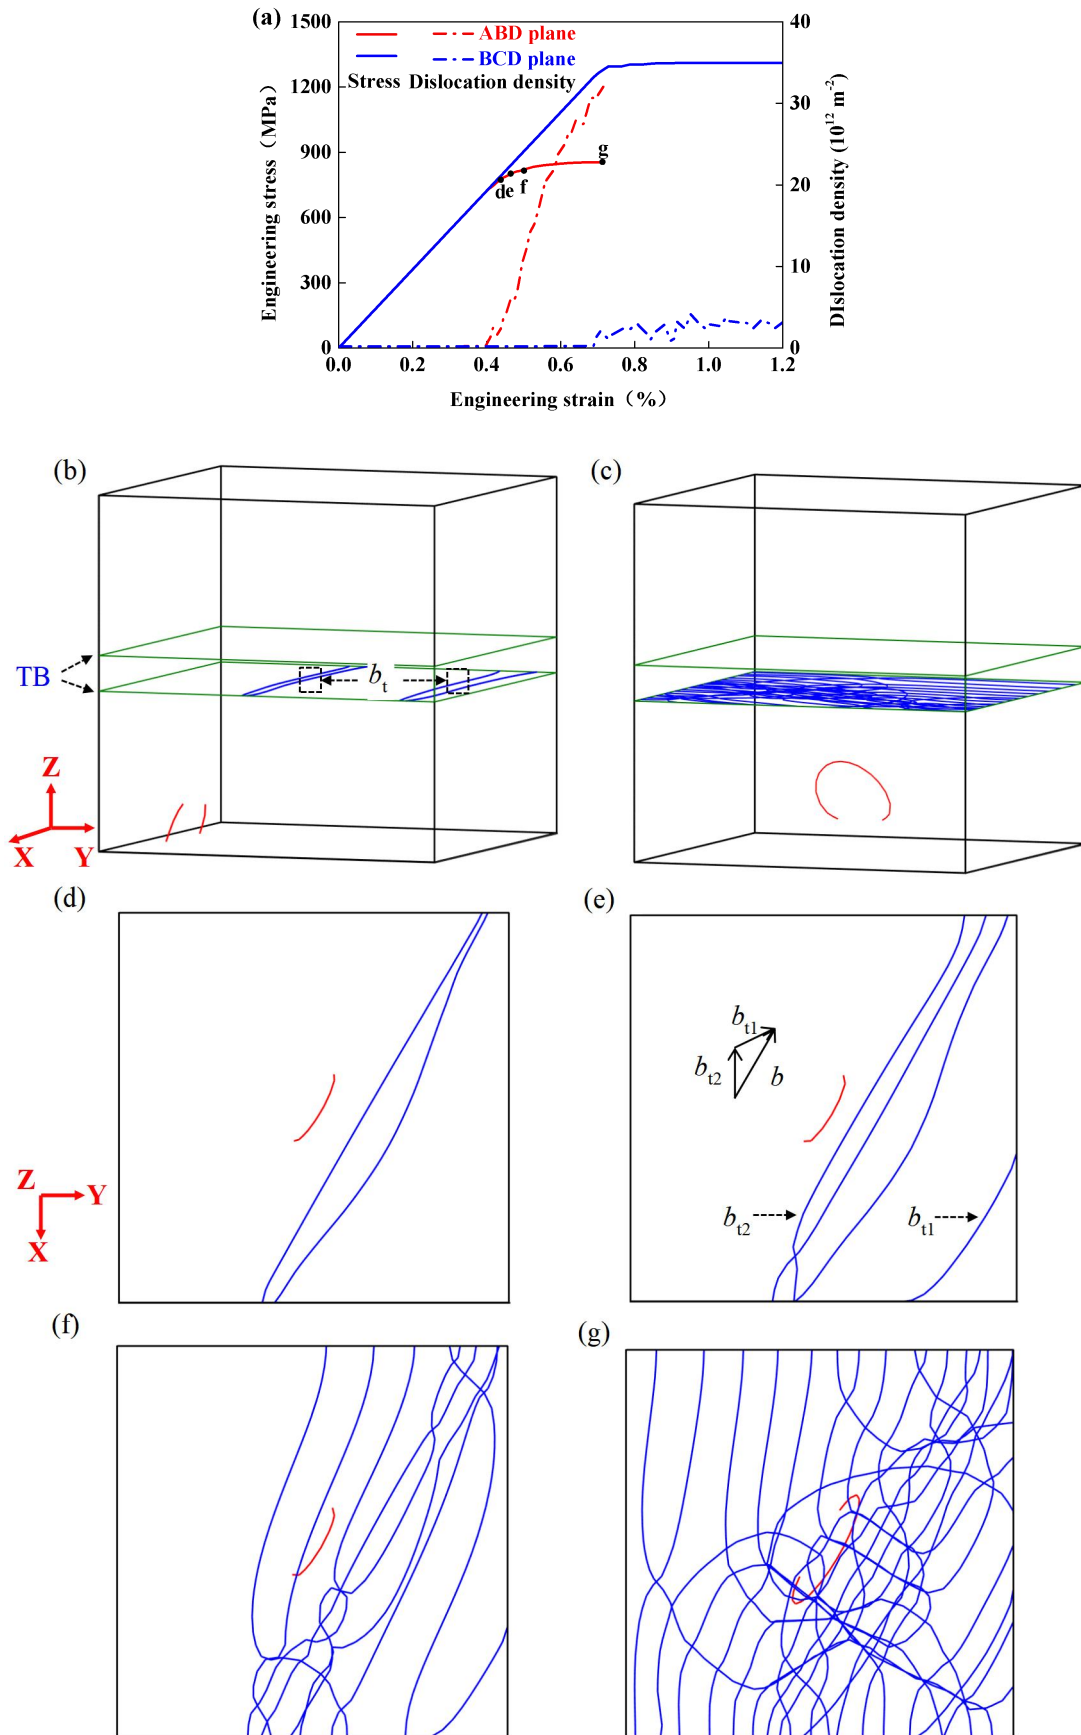 (a)
1500
1200
900
600
300
0
Engineering stress（MPa）
ABD plane
BCD plane
Stress Dislocation density
d e f g
40
30
20
10
0
DIslocation density (10^12 m^-2)
0.0 0.2 0.4 0.6 0.8 1.0 1.2
Engineering strain（%）
(b)
TB
b_t
Z
X Y
(c)
(d)
Z
Y
X
(e)
b_t1
b_t2
b
b_t2
b_t1
(f)
(g)